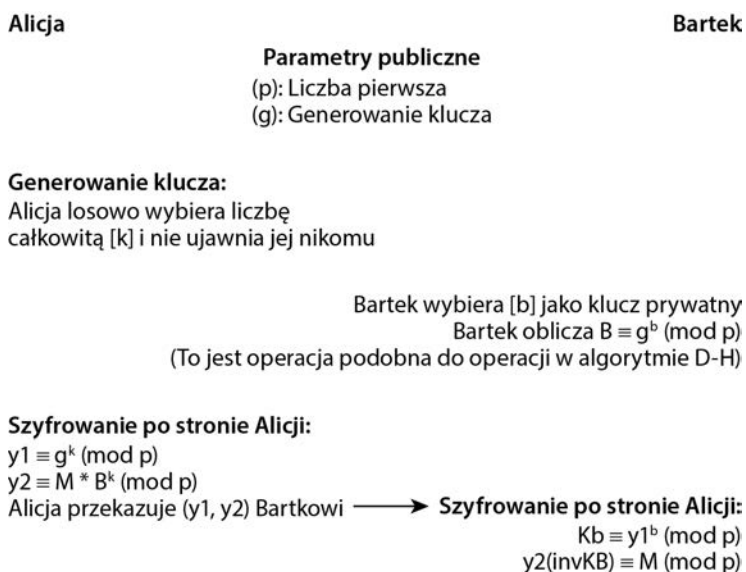 Alicja
Bartek
Parametry publiczne
(p): Liczba pierwsza
(g): Generowanie klucza
Generowanie klucza:
Alicja losowo wybiera liczbę
całkowitą [k] i nie ujawnia jej nikomu
Bartek wybiera [b] jako klucz prywatny
Bartek oblicza B ≡ gᵇ (mod p)
(To jest operacja podobna do operacji w algorytmie D-H)
Szyfrowanie po stronie Alicji:
y1 ≡ gᵏ (mod p)
y2 ≡ M * Bᵏ (mod p)
Alicja przekazuje (y1, y2) Bartkowi
Szyfrowanie po stronie Alicji:
Kb ≡ y1ᵇ (mod p)
y2(invKB) ≡ M (mod p)